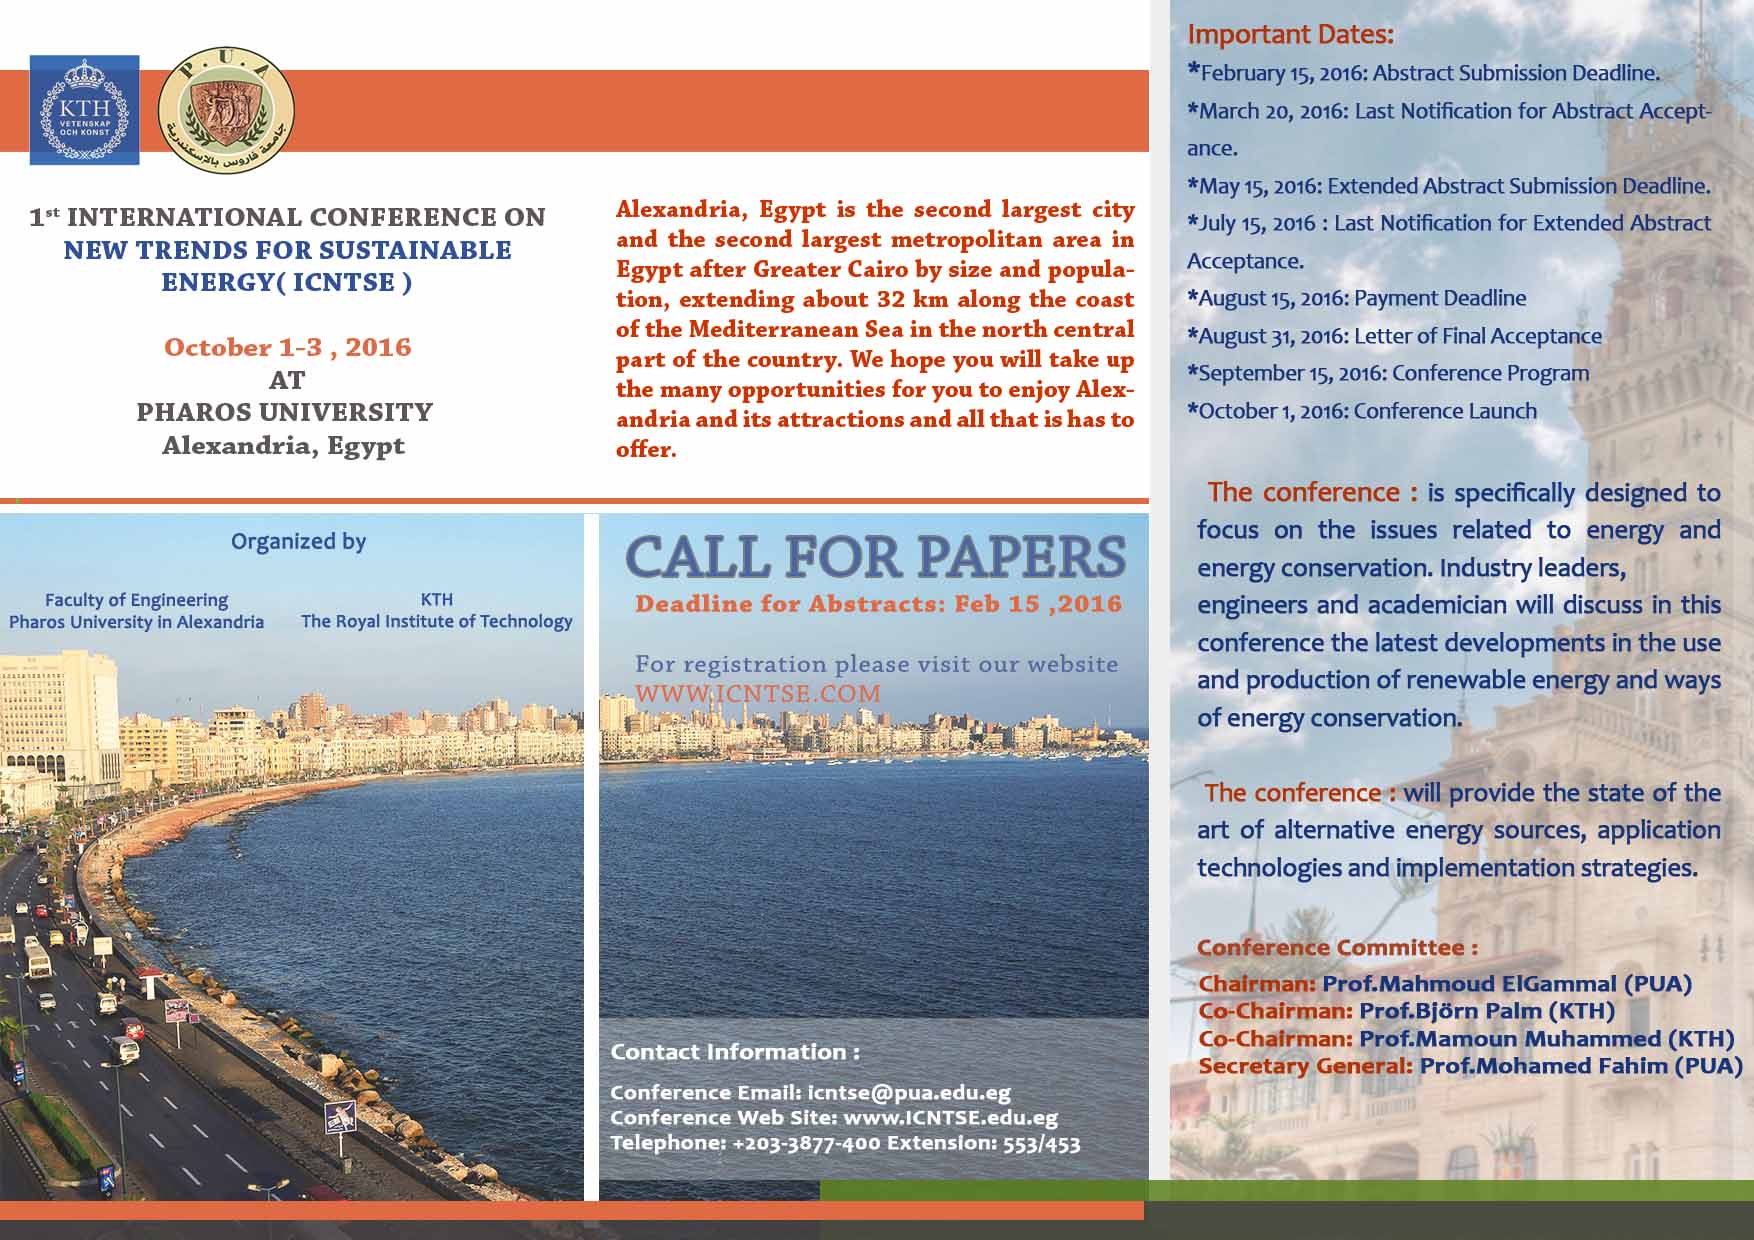 KTH
VETENSKAP
OCH KONST
P.U.A
جامعة فاروس بالإسكندرية
1st INTERNATIONAL CONFERENCE ON
NEW TRENDS FOR SUSTAINABLE
ENERGY( ICNTSE )
October 1-3 , 2016
AT
PHAROS UNIVERSITY
Alexandria, Egypt
Alexandria, Egypt is the second largest city
and the second largest metropolitan area in
Egypt after Greater Cairo by size and popula-
tion, extending about 32 km along the coast
of the Mediterranean Sea in the north central
part of the country. We hope you will take up
the many opportunities for you to enjoy Alex-
andria and its attractions and all that is has to
offer.
Organized by
Faculty of Engineering
Pharos University in Alexandria
KTH
The Royal Institute of Technology
CALL FOR PAPERS
Deadline for Abstracts: Feb 15 ,2016
For registration please visit our website
WWW.ICNTSE.COM
Contact Information :
Conference Email: icntse@pua.edu.eg
Conference Web Site: www.ICNTSE.edu.eg
Telephone: +203-3877-400 Extension: 553/453
Important Dates:
*February 15, 2016: Abstract Submission Deadline.
*March 20, 2016: Last Notification for Abstract Accept-
ance.
*May 15, 2016: Extended Abstract Submission Deadline.
*July 15, 2016 : Last Notification for Extended Abstract
Acceptance.
*August 15, 2016: Payment Deadline
*August 31, 2016: Letter of Final Acceptance
*September 15, 2016: Conference Program
*October 1, 2016: Conference Launch
The conference : is specifically designed to
focus on the issues related to energy and
energy conservation. Industry leaders,
engineers and academician will discuss in this
conference the latest developments in the use
and production of renewable energy and ways
of energy conservation.
The conference : will provide the state of the
art of alternative energy sources, application
technologies and implementation strategies.
Conference Committee :
Chairman: Prof.Mahmoud ElGammal (PUA)
Co-Chairman: Prof.Björn Palm (KTH)
Co-Chairman: Prof.Mamoun Muhammed (KTH)
Secretary General: Prof.Mohamed Fahim (PUA)